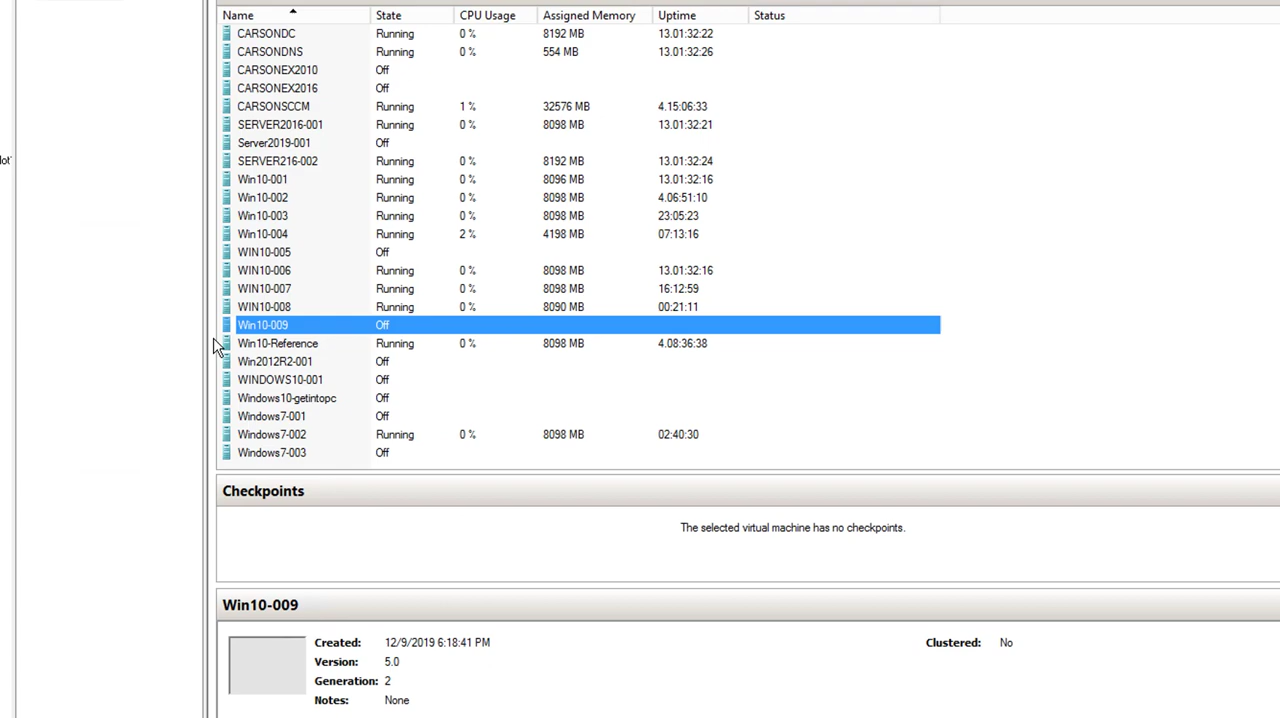 Name State CPU Usage Assigned Memory Uptime Status
CARSONDC Running 0 % 8192 MB 13.01:32:22
CARSONDNS Running 0 % 554 MB 13.01:32:26
CARSONEX2010 Off
CARSONEX2016 Off
CARSONSCCM Running 1 % 32576 MB 4.15:06:33
SERVER2016-001 Running 0 % 8098 MB 13.01:32:21
Server2019-001 Off
SERVER216-002 Running 0 % 8192 MB 13.01:32:24
Win10-001 Running 0 % 8096 MB 13.01:32:16
Win10-002 Running 0 % 8098 MB 4.06:51:10
Win10-003 Running 0 % 8098 MB 23:05:23
Win10-004 Running 2 % 4198 MB 07:13:16
WIN10-005 Off
WIN10-006 Running 0 % 8098 MB 13.01:32:16
WIN10-007 Running 0 % 8098 MB 16:12:59
WIN10-008 Running 0 % 8090 MB 00:21:11
Win10-009 Off
Win10-Reference Running 0 % 8098 MB 4.08:36:38
Win2012R2-001 Off
WINDOWS10-001 Off
Windows10-getintopc Off
Windows7-001 Off
Windows7-002 Running 0 % 8098 MB 02:40:30
Windows7-003 Off
Checkpoints
The selected virtual machine has no checkpoints.
Win10-009
Created: 12/9/2019 6:18:41 PM Clustered: No
Version: 5.0
Generation: 2
Notes: None